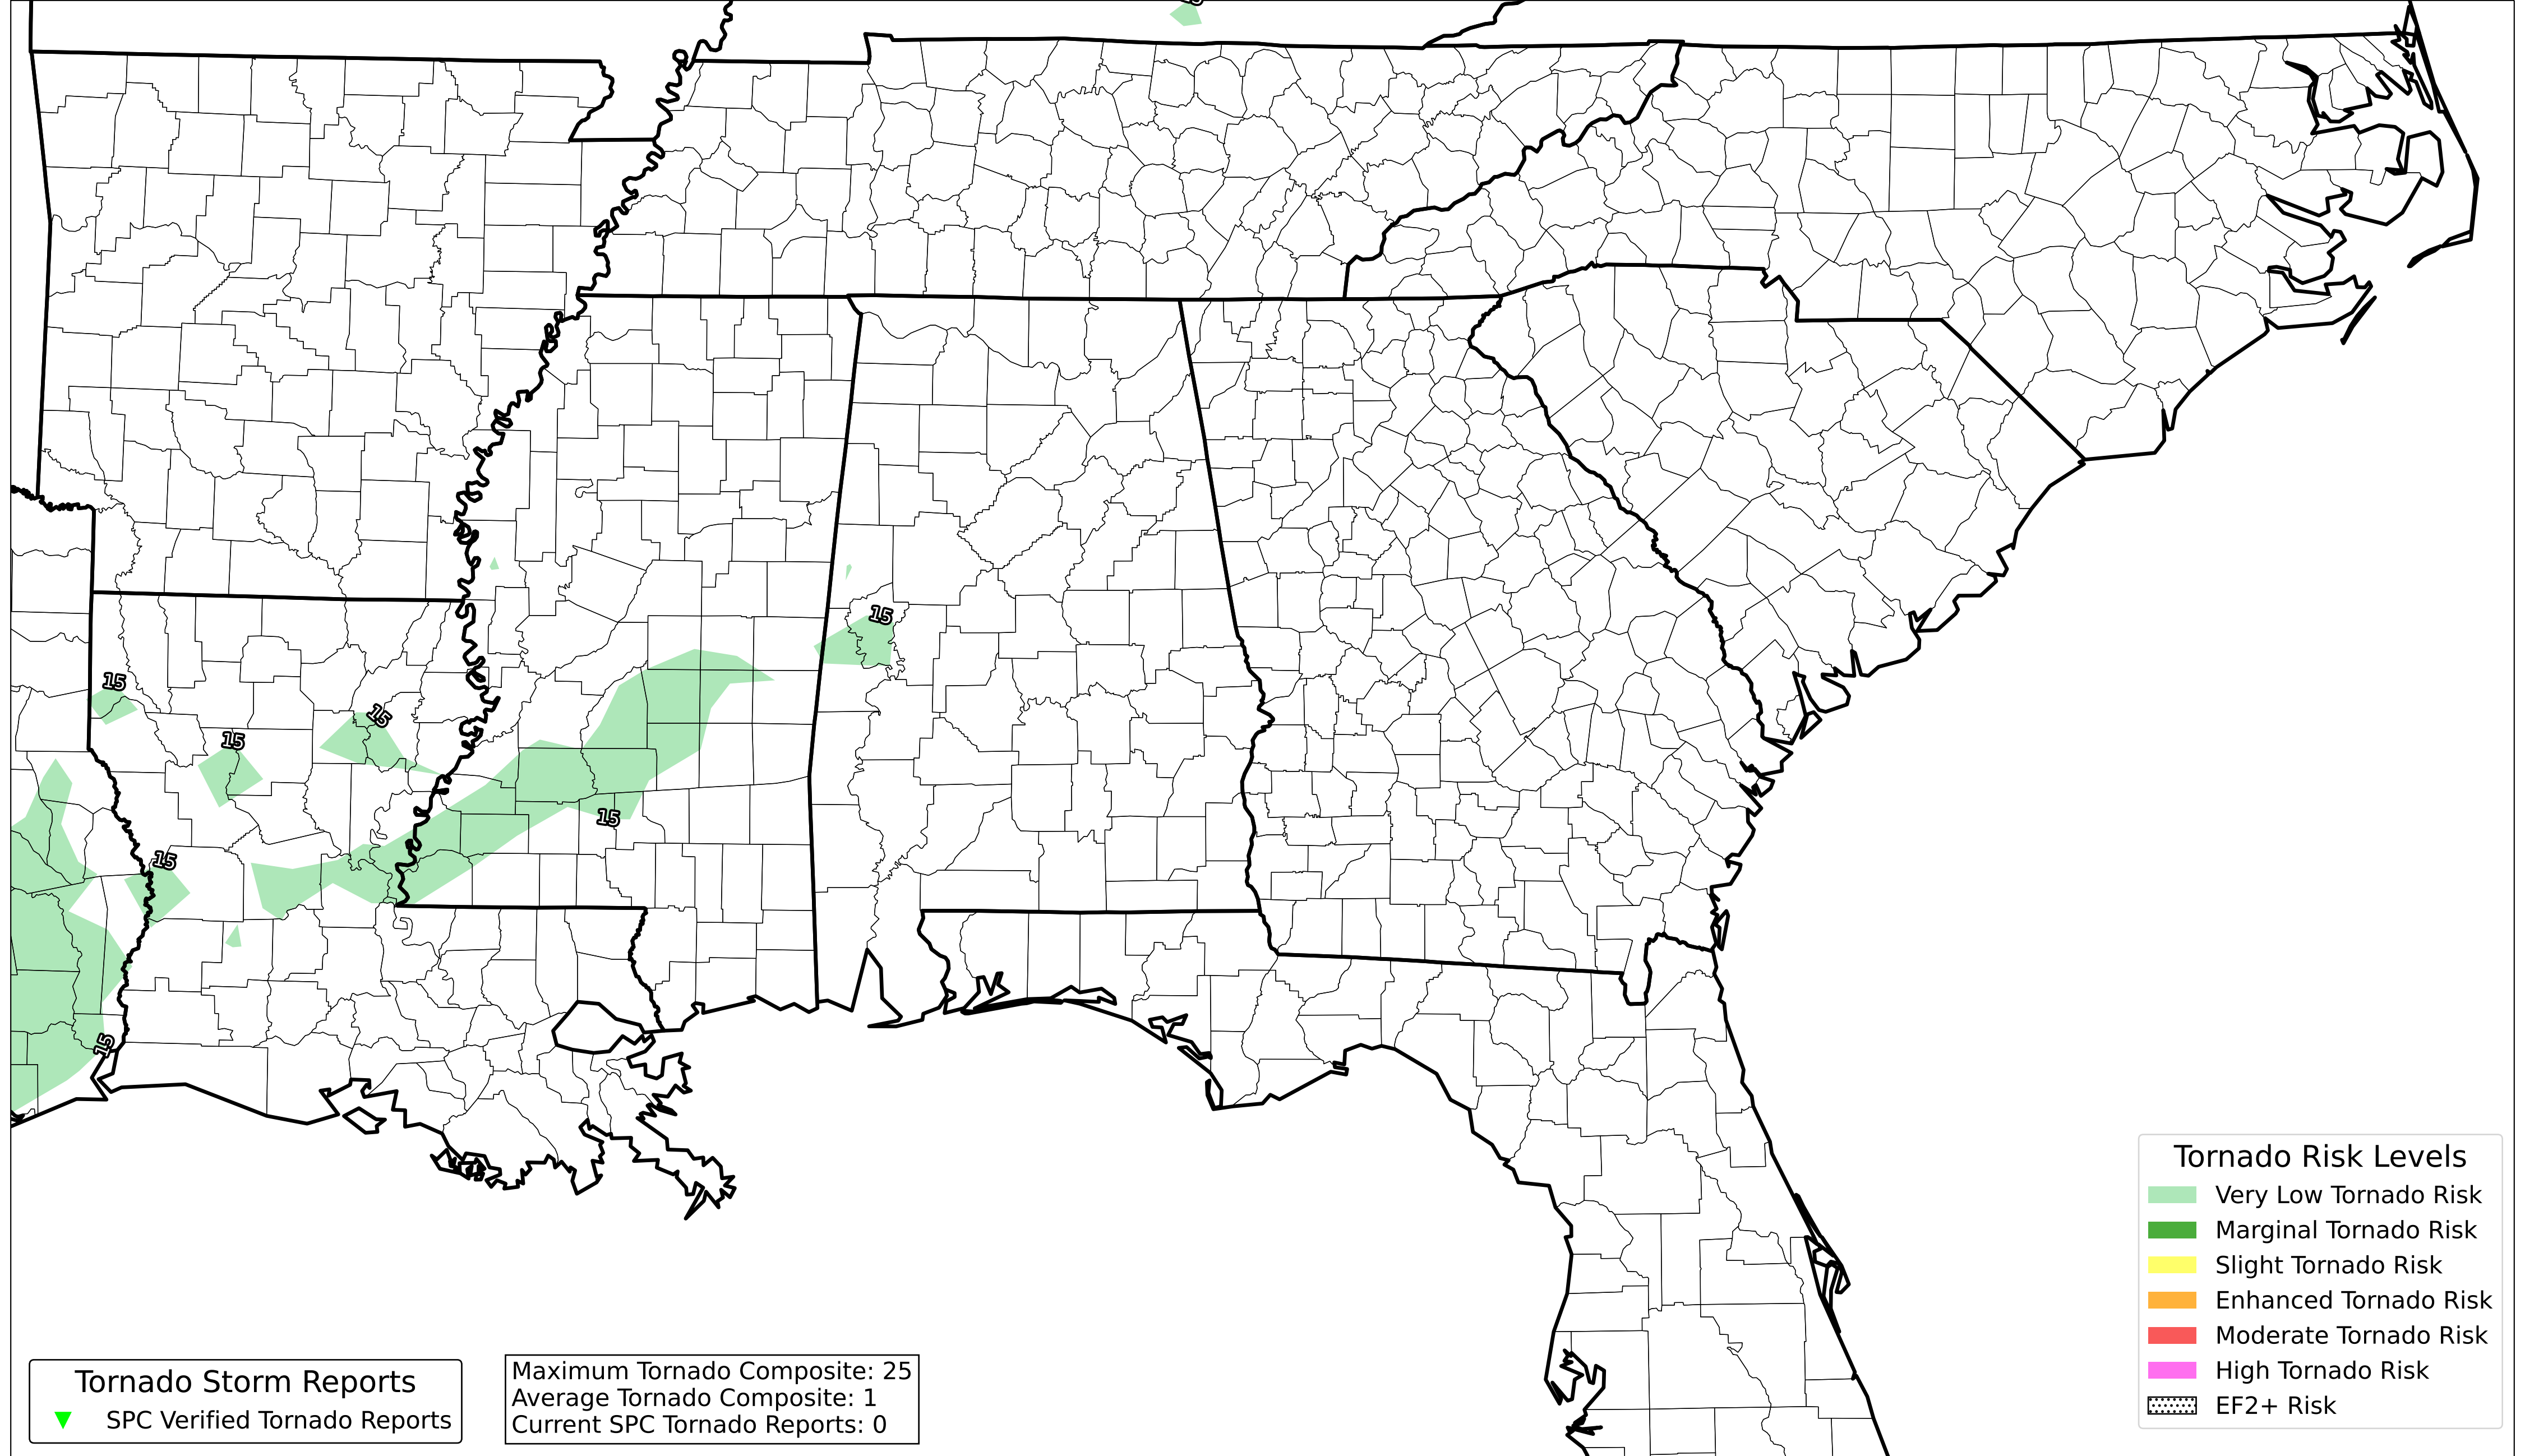 15
15
15
15
15
15
15
Tornado Risk Levels
Very Low Tornado Risk
Marginal Tornado Risk
Slight Tornado Risk
Enhanced Tornado Risk
Moderate Tornado Risk
High Tornado Risk
EF2+ Risk
Tornado Storm Reports
SPC Verified Tornado Reports
Maximum Tornado Composite: 25
Average Tornado Composite: 1
Current SPC Tornado Reports: 0